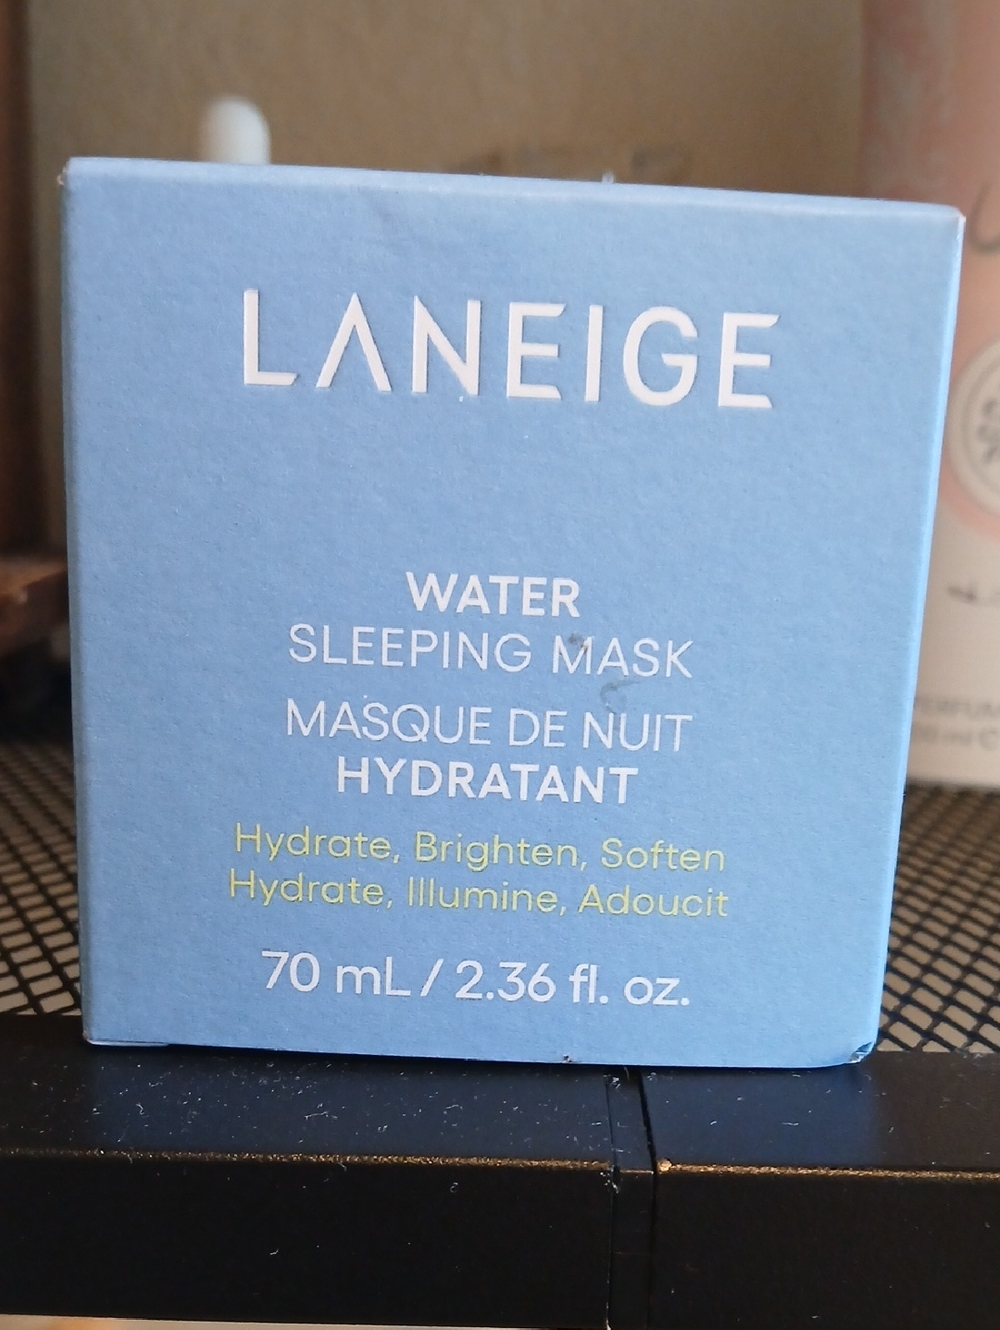 LANEIGE
WATER
SLEEPING MASK
MASQUE DE NUIT
HYDRATANT
Hydrate, Brighten, Soften
Hydrate, Illumine, Adoucit
70 mL / 2.36 fl. oz.